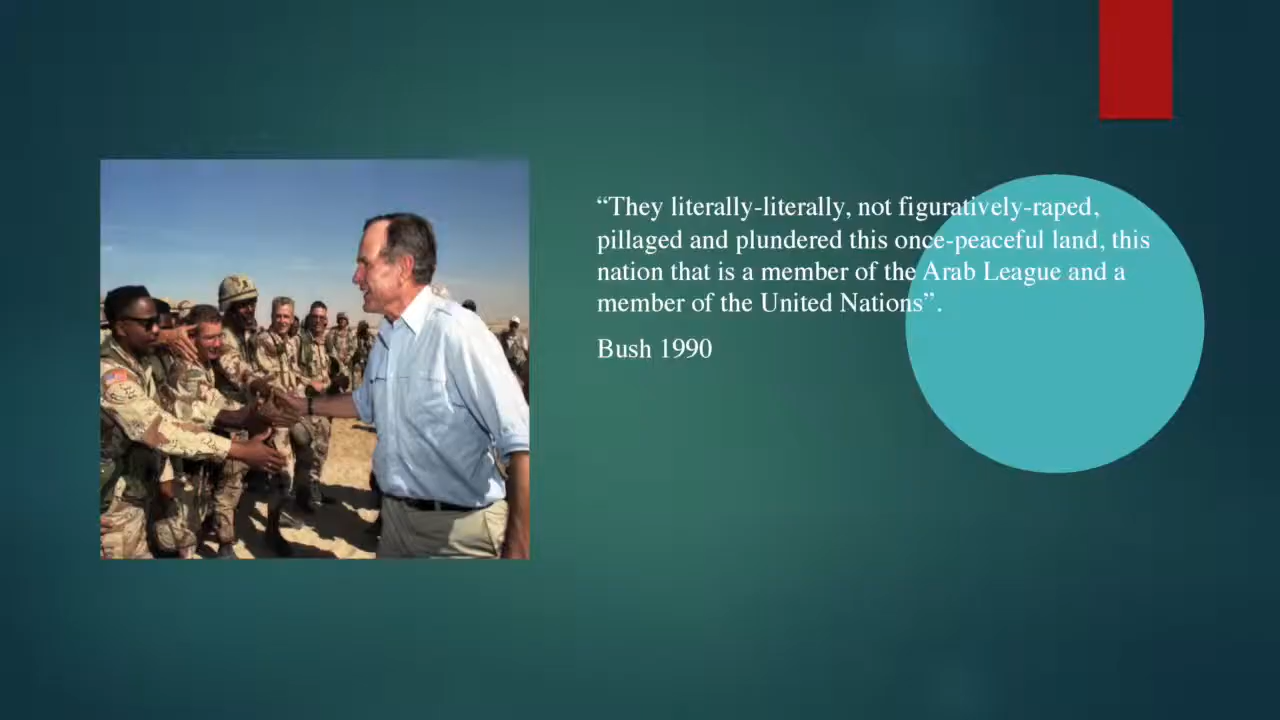 “They literally-literally, not figuratively-raped,
pillaged and plundered this once-peaceful land, this
nation that is a member of the Arab League and a
member of the United Nations”.
Bush 1990